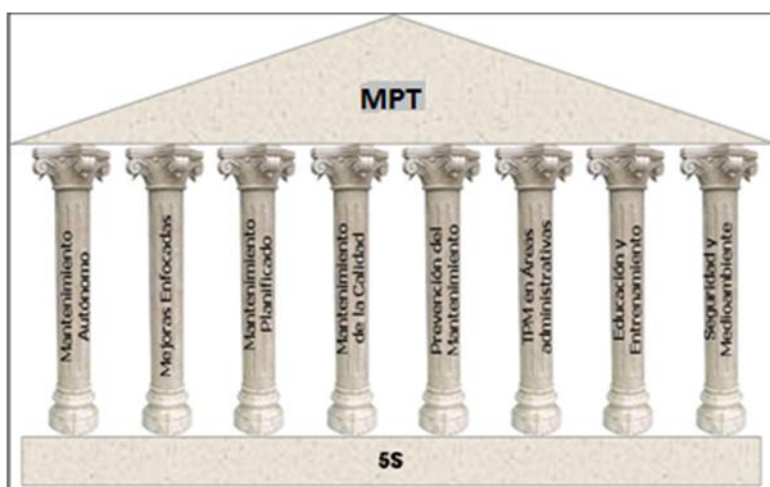 MPT
Mantenimiento
Autónomo
Mejoras Enfocadas
Mantenimiento
Planificado
Mantenimiento
de la Calidad
Prevención del
Mantenimiento
TPM en Áreas
administrativas
Educación y
Entrenamiento
Seguridad y
Medioambiente
5S